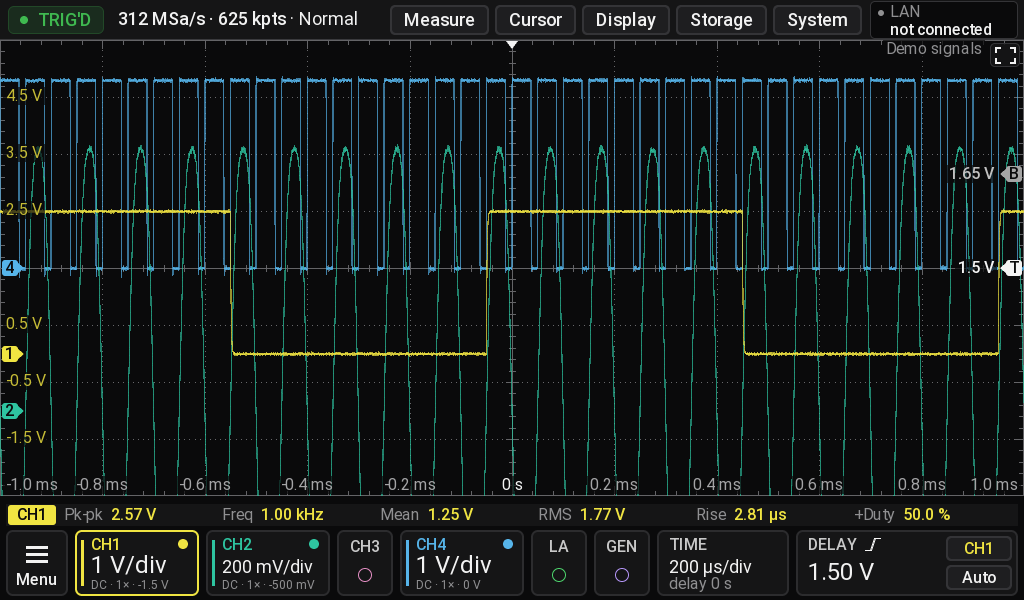 TRIG'D 312 MSa/s · 625 kpts · Normal Measure Cursor Display Storage System LAN
not connected
Demo signals
4.5 V
3.5 V
1.65 V B
2.5 V
4 1.5 V T
0.5 V
1
-0.5 V
2
-1.5 V
-1.0 ms -0.8 ms -0.6 ms -0.4 ms -0.2 ms 0 s 0.2 ms 0.4 ms 0.6 ms 0.8 ms 1.0 ms
CH1 Pk-pk 2.57 V Freq 1.00 kHz Mean 1.25 V RMS 1.77 V Rise 2.81 µs +Duty 50.0 %
Menu
CH1
1 V/div
DC · 1× · -1.5 V
CH2
200 mV/div
DC · 1× · -500 mV
CH3
CH4
1 V/div
DC · 1× · 0 V
LA
GEN
TIME
200 µs/div
delay 0 s
DELAY
1.50 V
CH1
Auto